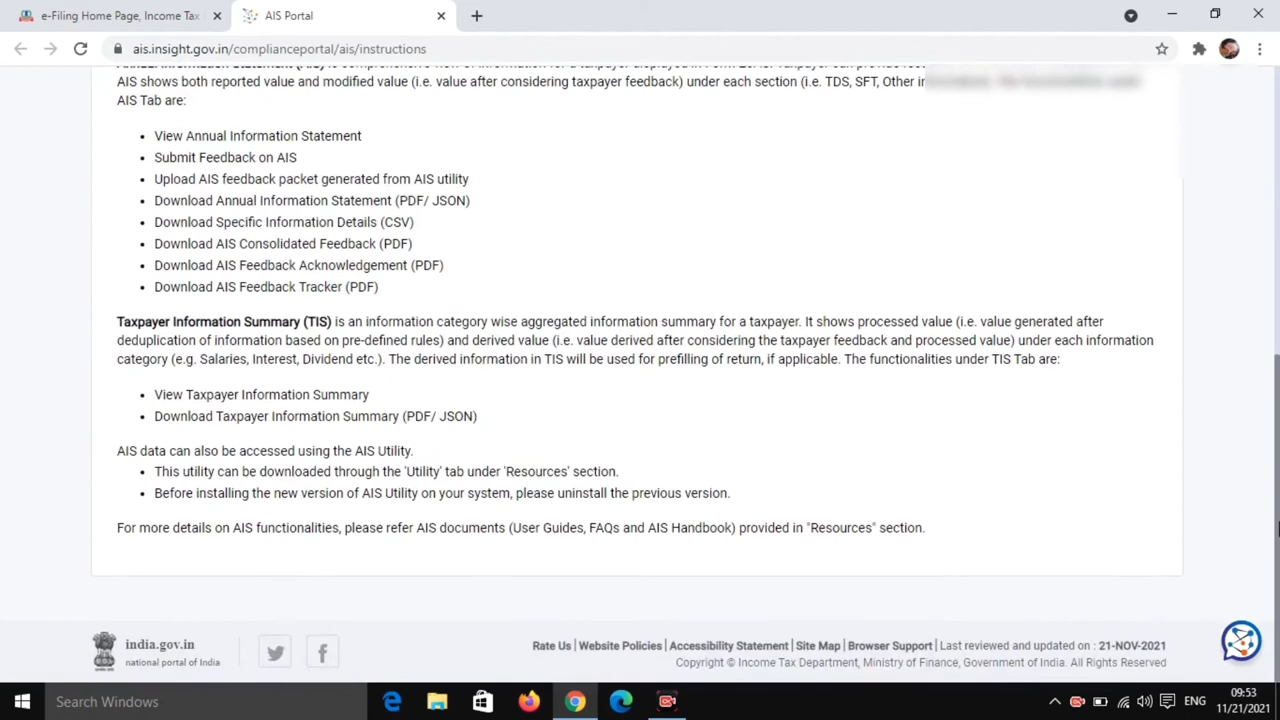 e-Filing Home Page, Income Tax
AIS Portal
ais.insight.gov.in/complianceportal/ais/instructions
AIS shows both reported value and modified value (i.e. value after considering taxpayer feedback) under each section (i.e. TDS, SFT, Other
AIS Tab are:
• View Annual Information Statement
• Submit Feedback on AIS
• Upload AIS feedback packet generated from AIS utility
• Download Annual Information Statement (PDF/ JSON)
• Download Specific Information Details (CSV)
• Download AIS Consolidated Feedback (PDF)
• Download AIS Feedback Acknowledgement (PDF)
• Download AIS Feedback Tracker (PDF)
Taxpayer Information Summary (TIS) is an information category wise aggregated information summary for a taxpayer. It shows processed value (i.e. value generated after
deduplication of information based on pre-defined rules) and derived value (i.e. value derived after considering the taxpayer feedback and processed value) under each information
category (e.g. Salaries, Interest, Dividend etc.). The derived information in TIS will be used for prefilling of return, if applicable. The functionalities under TIS Tab are:
• View Taxpayer Information Summary
• Download Taxpayer Information Summary (PDF/ JSON)
AIS data can also be accessed using the AIS Utility.
• This utility can be downloaded through the 'Utility' tab under 'Resources' section.
• Before installing the new version of AIS Utility on your system, please uninstall the previous version.
For more details on AIS functionalities, please refer AIS documents (User Guides, FAQs and AIS Handbook) provided in "Resources" section.
india.gov.in
national portal of India
Rate Us | Website Policies | Accessibility Statement | Site Map | Browser Support | Last reviewed and updated on : 21-NOV-2021
Copyright © Income Tax Department, Ministry of Finance, Government of India. All Rights Reserved
Search Windows
ENG
09:53
11/21/2021